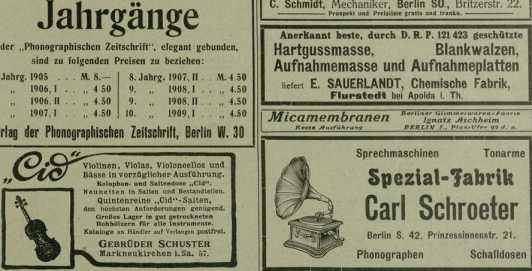 Jahrgänge
der „Phonographischen Zeitschrift“, elegant gebunden,
sind zu folgenden Preisen zu beziehen:
Jahrg. 1905 . . . M. 8.—
„ 1906, I . . „ 4.50
„ 1906, II . . „ 4.50
„ 1907, I . . „ 4.50
8. Jahrg. 1907, II . . M. 4.50
9. „ 1908, I . . „ 4.50
9. „ 1908, II . . „ 4.50
10. „ 1909, I . . „ 4.50
rlag der Phonographischen Zeitschrift, Berlin W. 30
„Cid“
Violinen, Violas, Violoncellos und
Bässe in vorzüglicher Ausführung.
Kolophon- und Saitendose „Cid“.
Neuheiten in Saiten und Bestandteilen.
Quintenreine „Cid“-Saiten,
den höchsten Anforderungen genügend.
Großes Lager in gut getrockneten
Rohhölzern für alle Instrumente.
Kataloge an Händler auf Verlangen postfrei.
GEBRÜDER SCHUSTER
Markneukirchen i. Sa. 57.
C. Schmidt, Mechaniker, Berlin SO., Britzerstr. 22.
Prospekt und Preisliste gratis und franko.
Anerkannt beste, durch D. R. P. 121 423 geschützte
Hartgussmasse, Blankwalzen,
Aufnahmemasse und Aufnahmeplatten
liefert E. SAUERLANDT, Chemische Fabrik,
Flurstedt bei Apolda i. Th.
Micamembranen
Beste Ausführung
Berliner Glimmerwaren-Fabrik
Ignatz Aschheim
BERLIN S., Plan-Ufer 92 d. n.
Sprechmaschinen Tonarme
Spezial-Fabrik
Carl Schroeter
Berlin S. 42, Prinzessinnenstr. 21.
Phonographen Schalldosen